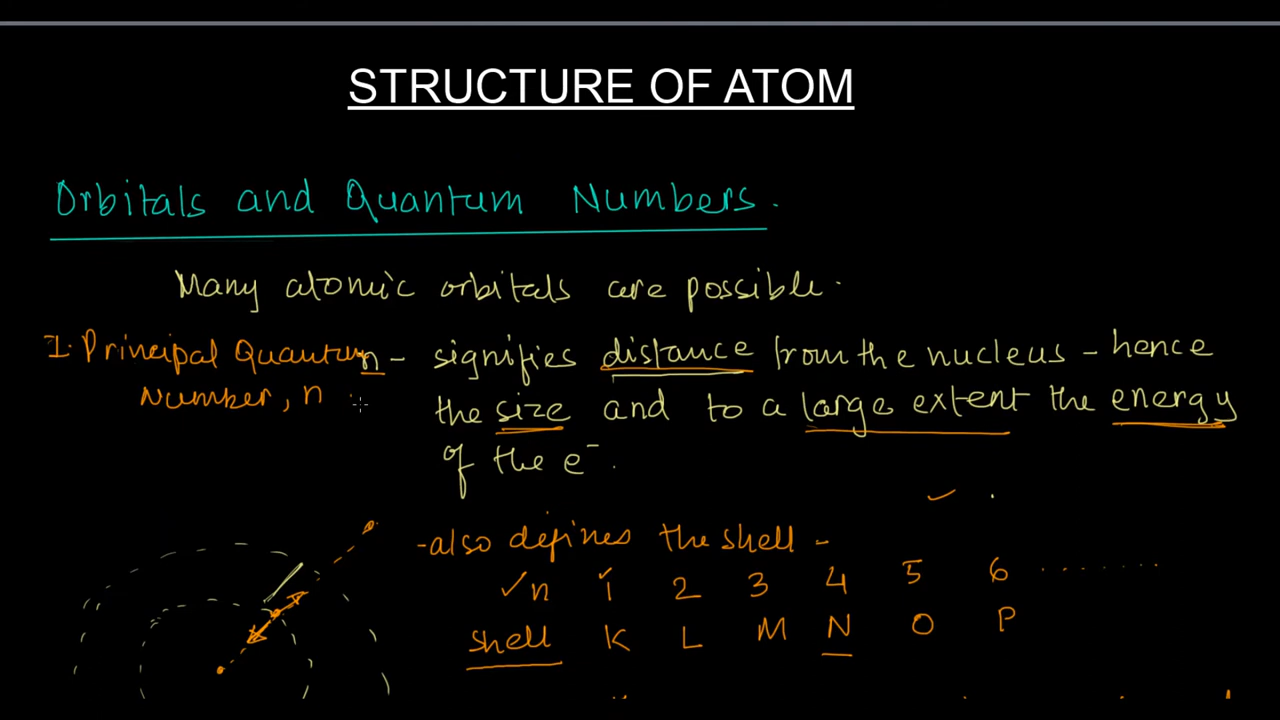 STRUCTURE OF ATOM
Orbitals and Quantum Numbers.
Many atomic orbitals are possible.
I. Principal Quantum
Number, n
n - signifies distance from the nucleus - hence
the size and to a large extent the energy
of the e⁻.
- also defines the shell -
✓ n 1 2 3 4 5 6 .......
shell K L M N O P